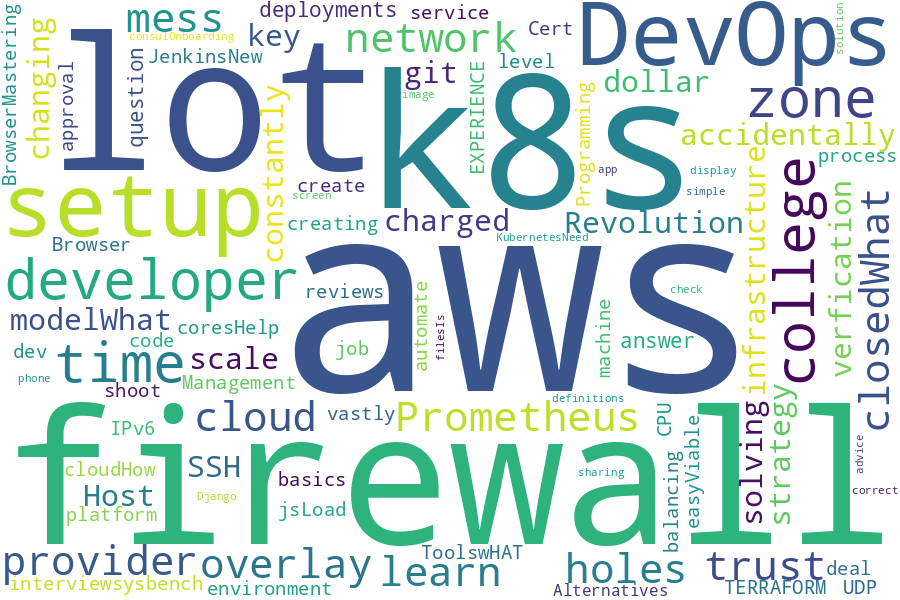 BrowserMastering
changing
mess
consulOnboarding
deployments
service
key
JenkinsNew
approval
question
lot
network
git
image
level
Cert
EXPERIENCE
DevOps
solution
dollar
zone
Programming
accidentally
k8s
constantly
setup
create
screen
creating
charged
Revolution
KubernetesNeed
app
display
simple
process
infrastructure
college
verfication
closedWhat
Browser
developer
aws
reviews
modelWhat
coresHelp
code
job
automate
filesIs
machine
answer
check
dev
time
scale
Management
phone
shoot
definitions
cloud
vastly
Prometheus
CPU
easyViable
balancing
solving
strategy
advice
correct
IPv6
firewall
cloudHow
SSH
basics
sharing
Host
Django
platform
jsLoad
provider
overlay
ToolswHAT
learn
holes
trust
deal
interviewsysbench
environment
Alternatives
TERRAFORM
UDP